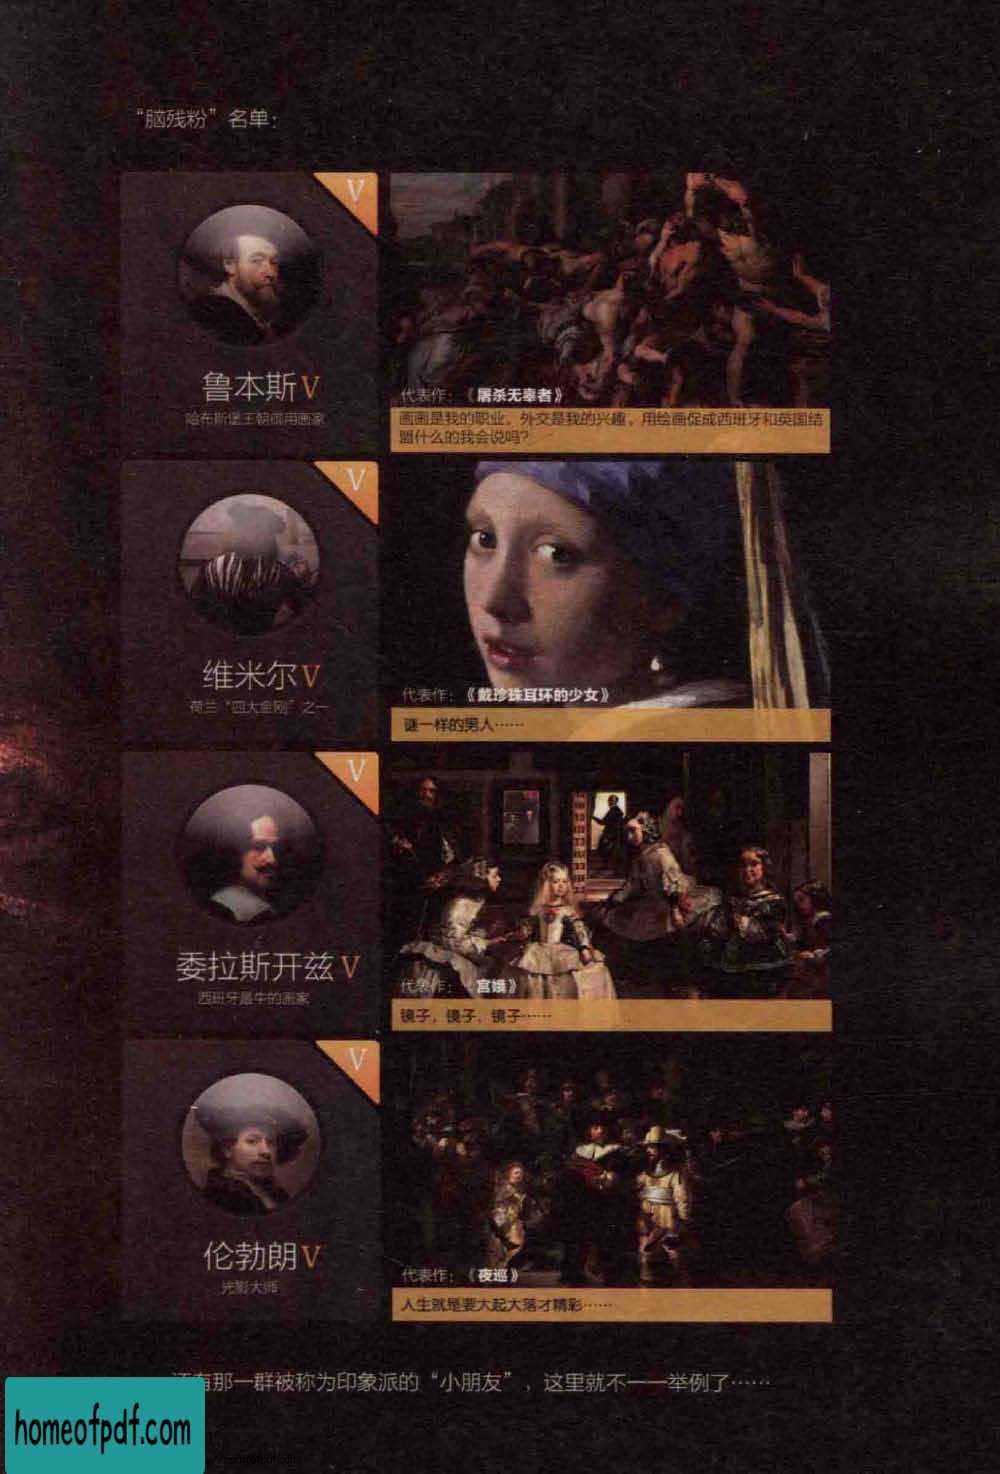 “脑残粉”名单：
V
鲁本斯V
哈布斯堡王朝御用画家
代表作：《屠杀无辜者》
画画是我的职业，外交是我的兴趣，用绘画促成西班牙和英国结
盟什么的我会说吗？
V
维米尔V
荷兰“四大金刚”之一
代表作：《戴珍珠耳环的少女》
谜一样的男人……
V
委拉斯开兹V
西班牙最牛的画家
代表作：《宫娥》
镜子，镜子，镜子……
V
伦勃朗V
光影大师
代表作：《夜巡》
人生就是要大起大落才精彩……
还有那一群被称为印象派的“小朋友”，这里就不一一举例了……
homeofpdf.com
http://homeofpdf.com